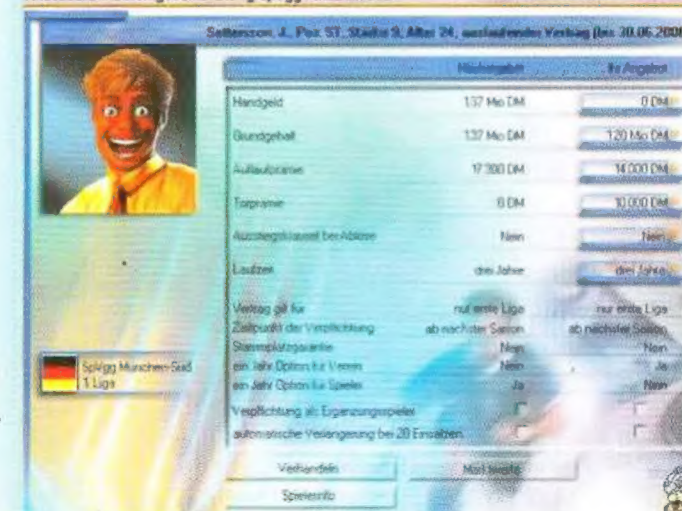 J., Pos. ST, Stärke 9, Alter 24, auslaufender Vertrag (bis 30.06.200
Ihr Angebot
Handgeld 1.37 Mio DM 0 DM
Grundgehalt 1.37 Mio DM 1.20 Mio DM
Auflaufprämie 17.300 DM 14.000 DM
Torprämie 0 DM 10.000 DM
Ausstiegsklausel bei Ablöse Nein Nein
Laufzeit drei Jahre drei Jahre
Vertrag gilt für nur erste Liga nur erste Liga
Zeitpunkt der Verpflichtung ab nächster Saison ab nächster Saison
Stammplatzgarantie Nein Nein
ein Jahr Option für Verein Nein Ja
ein Jahr Option für Spieler Ja Nein
SpVgg München-Süd
1. Liga
Verpflichtung als Ergänzungsspieler
automatische Verlängerung bei 20 Einsätzen
Verhandeln Marktwerte
Spielerinfo